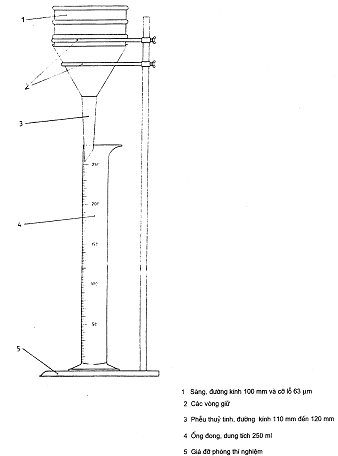 1
2
3
4
5
200
100
1 Sàng, đường kính 100 mm và cỡ lỗ 63 µm
2 Các vòng giữ
3 Phễu thuỷ tinh, đường kính 110 mm đến 120 mm
4 Ống đong, dung tích 250 ml
5 Giá đỡ phòng thí nghiệm